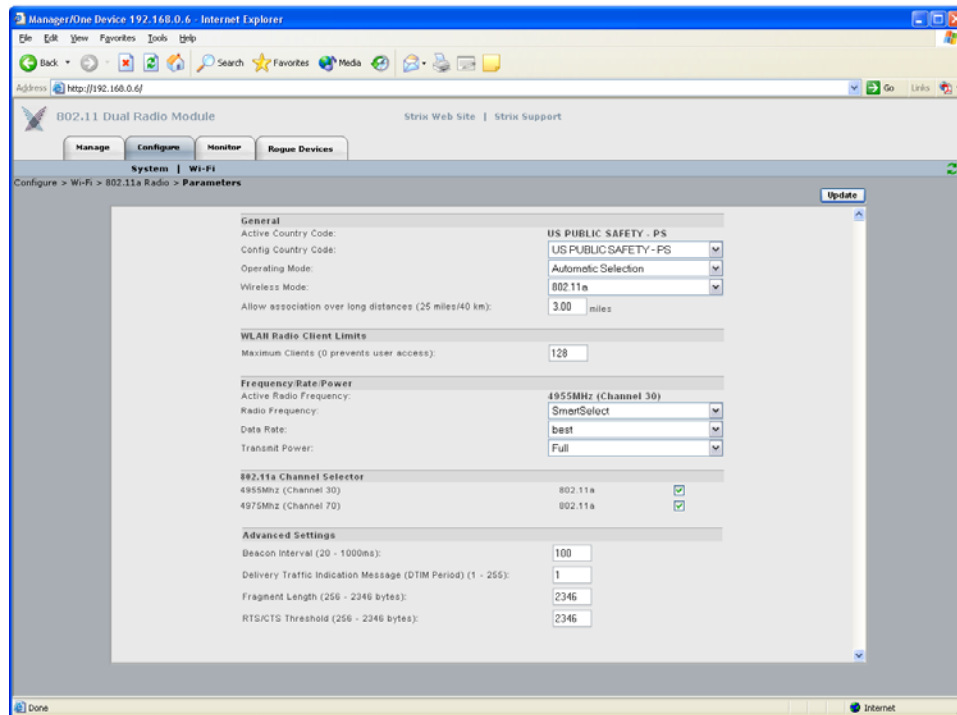 Manager/One Device 192.168.0.6 - Internet Explorer
File Edit View Favorites Tools Help
Back Search Favorites Media
Address http://192.168.0.6/ Go Links
802.11 Dual Radio Module Strix Web Site | Strix Support
Manage Configure Monitor Rogue Devices
System | Wi-Fi
Configure > Wi-Fi > 802.11a Radio > Parameters
Update
General
Active Country Code: US PUBLIC SAFETY - PS
Config Country Code: US PUBLIC SAFETY - PS
Operating Mode: Automatic Selection
Wireless Mode: 802.11a
Allow association over long distances (25 miles/40 km): 3.00 miles
WLAN Radio Client Limits
Maximum Clients (0 prevents user access): 128
Frequency/Rate/Power
Active Radio Frequency: 4955MHz (Channel 30)
Radio Frequency: SmartSelect
Data Rate: best
Transmit Power: Full
802.11a Channel Selector
4955Mhz (Channel 30) 802.11a
4975Mhz (Channel 70) 802.11a
Advanced Settings
Beacon Interval (20 - 1000ms): 100
Delivery Traffic Indication Message (DTIM Period) (1 - 255): 1
Fragment Length (256 - 2346 bytes): 2346
RTS/CTS Threshold (256 - 2346 bytes): 2346
Done Internet